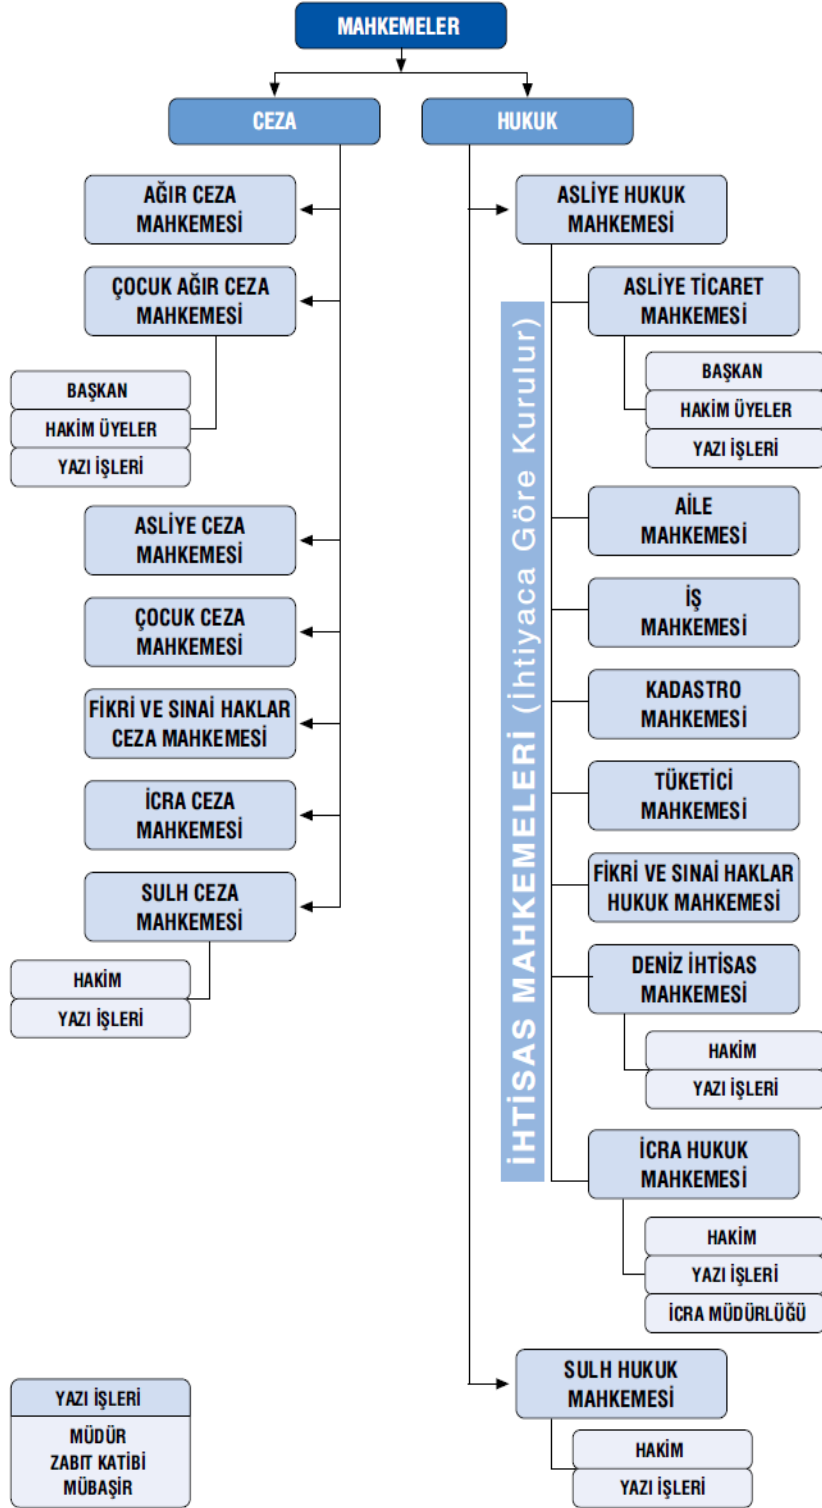 MAHKEMELER
CEZA
HUKUK
AĞIR CEZA
MAHKEMESİ
ÇOCUK AĞIR CEZA
MAHKEMESİ
BAŞKAN
HAKİM ÜYELER
YAZI İŞLERİ
ASLİYE CEZA
MAHKEMESİ
ÇOCUK CEZA
MAHKEMESİ
FİKRİ VE SINAİ HAKLAR
CEZA MAHKEMESİ
İCRA CEZA
MAHKEMESİ
SULH CEZA
MAHKEMESİ
HAKİM
YAZI İŞLERİ
ASLİYE HUKUK
MAHKEMESİ
İHTİSAS MAHKEMELERİ (İhtiyaca Göre Kurulur)
ASLİYE TİCARET
MAHKEMESİ
BAŞKAN
HAKİM ÜYELER
YAZI İŞLERİ
AİLE
MAHKEMESİ
İŞ
MAHKEMESİ
KADASTRO
MAHKEMESİ
TÜKETİCİ
MAHKEMESİ
FİKRİ VE SINAİ HAKLAR
HUKUK MAHKEMESİ
DENİZ İHTİSAS
MAHKEMESİ
HAKİM
YAZI İŞLERİ
İCRA HUKUK
MAHKEMESİ
HAKİM
YAZI İŞLERİ
İCRA MÜDÜRLÜĞÜ
SULH HUKUK
MAHKEMESİ
HAKİM
YAZI İŞLERİ
YAZI İŞLERİ
MÜDÜR
ZABIT KATİBİ
MÜBAŞİR